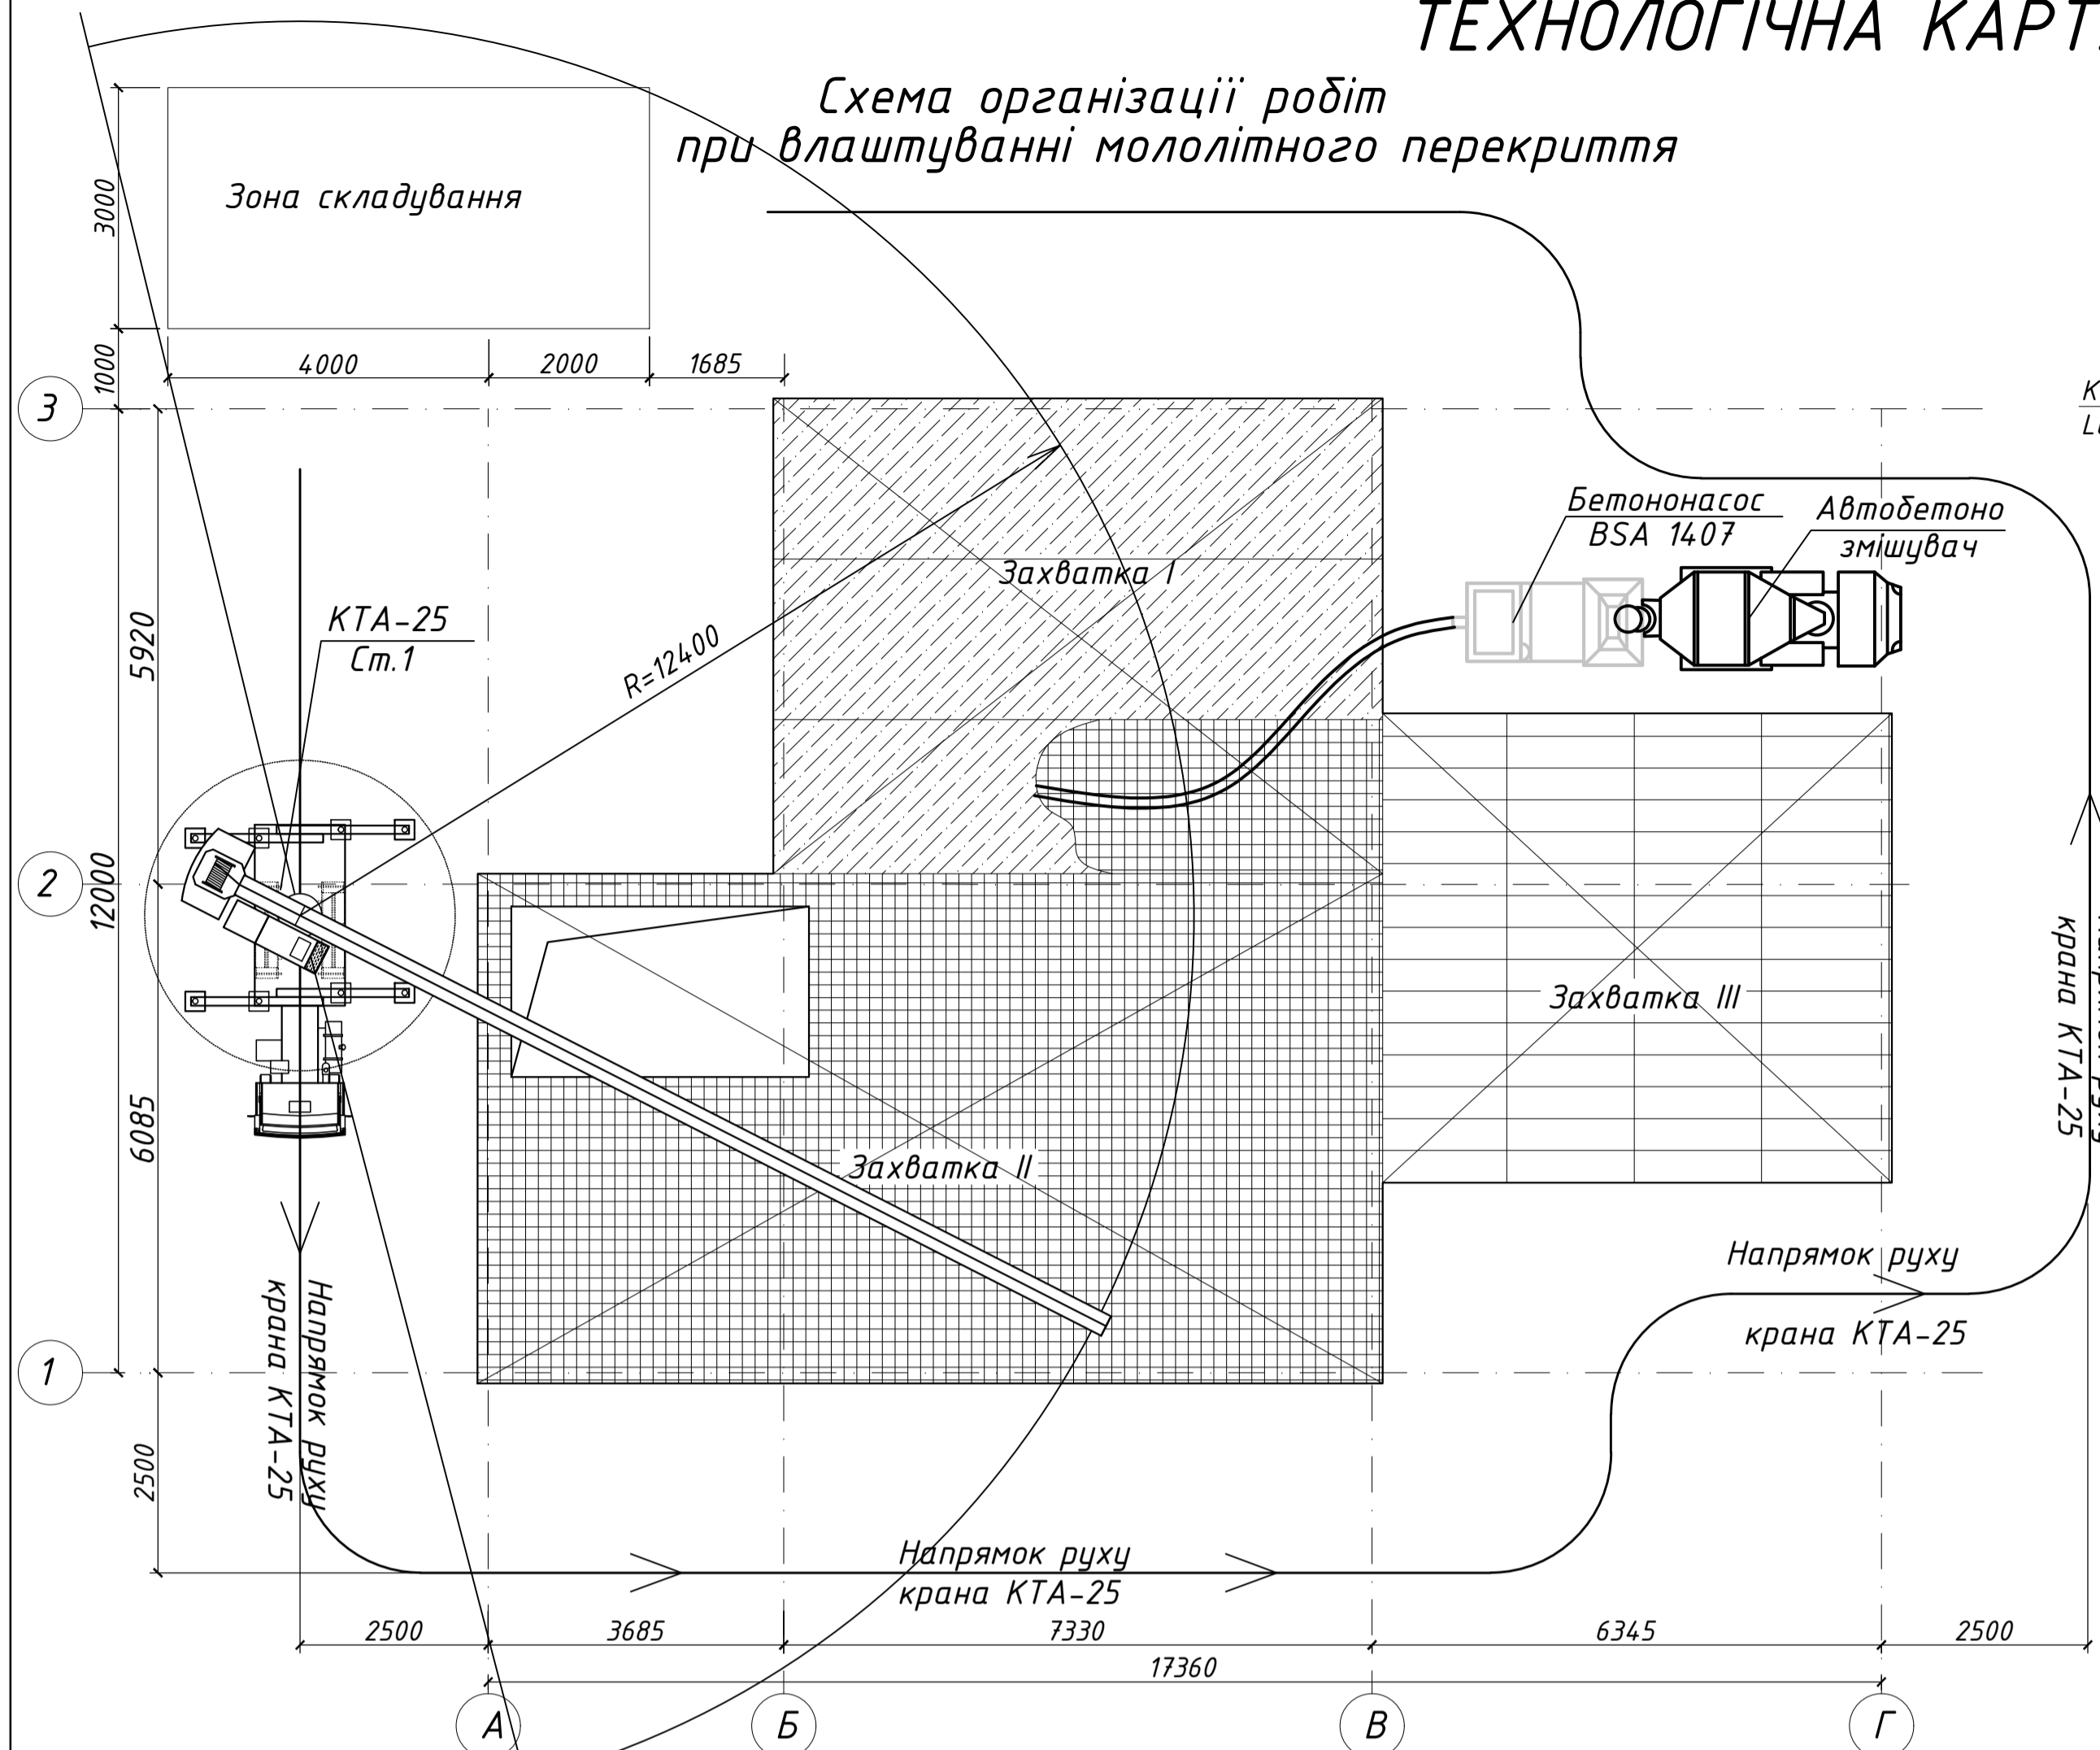 ТЕХНОЛОГІЧНА
Схема організації робіт
при влаштуванні мололітного перекриття
Зона складування
3000
1000
4000
2000
1685
3
Бетононасос
BSA 1407
Автобетоно
змішувач
Захватка I
КТА-25
Ст.1
R=12400
5920
2
12000
6085
Захватка III
крана КТА-25
Захватка II
Напрямок руху
крана КТА-25
Напрямок руху
крана КТА-25
1
2500
Напрямок руху
крана КТА-25
2500
3685
7330
6345
2500
17360
А
Б
В
Г